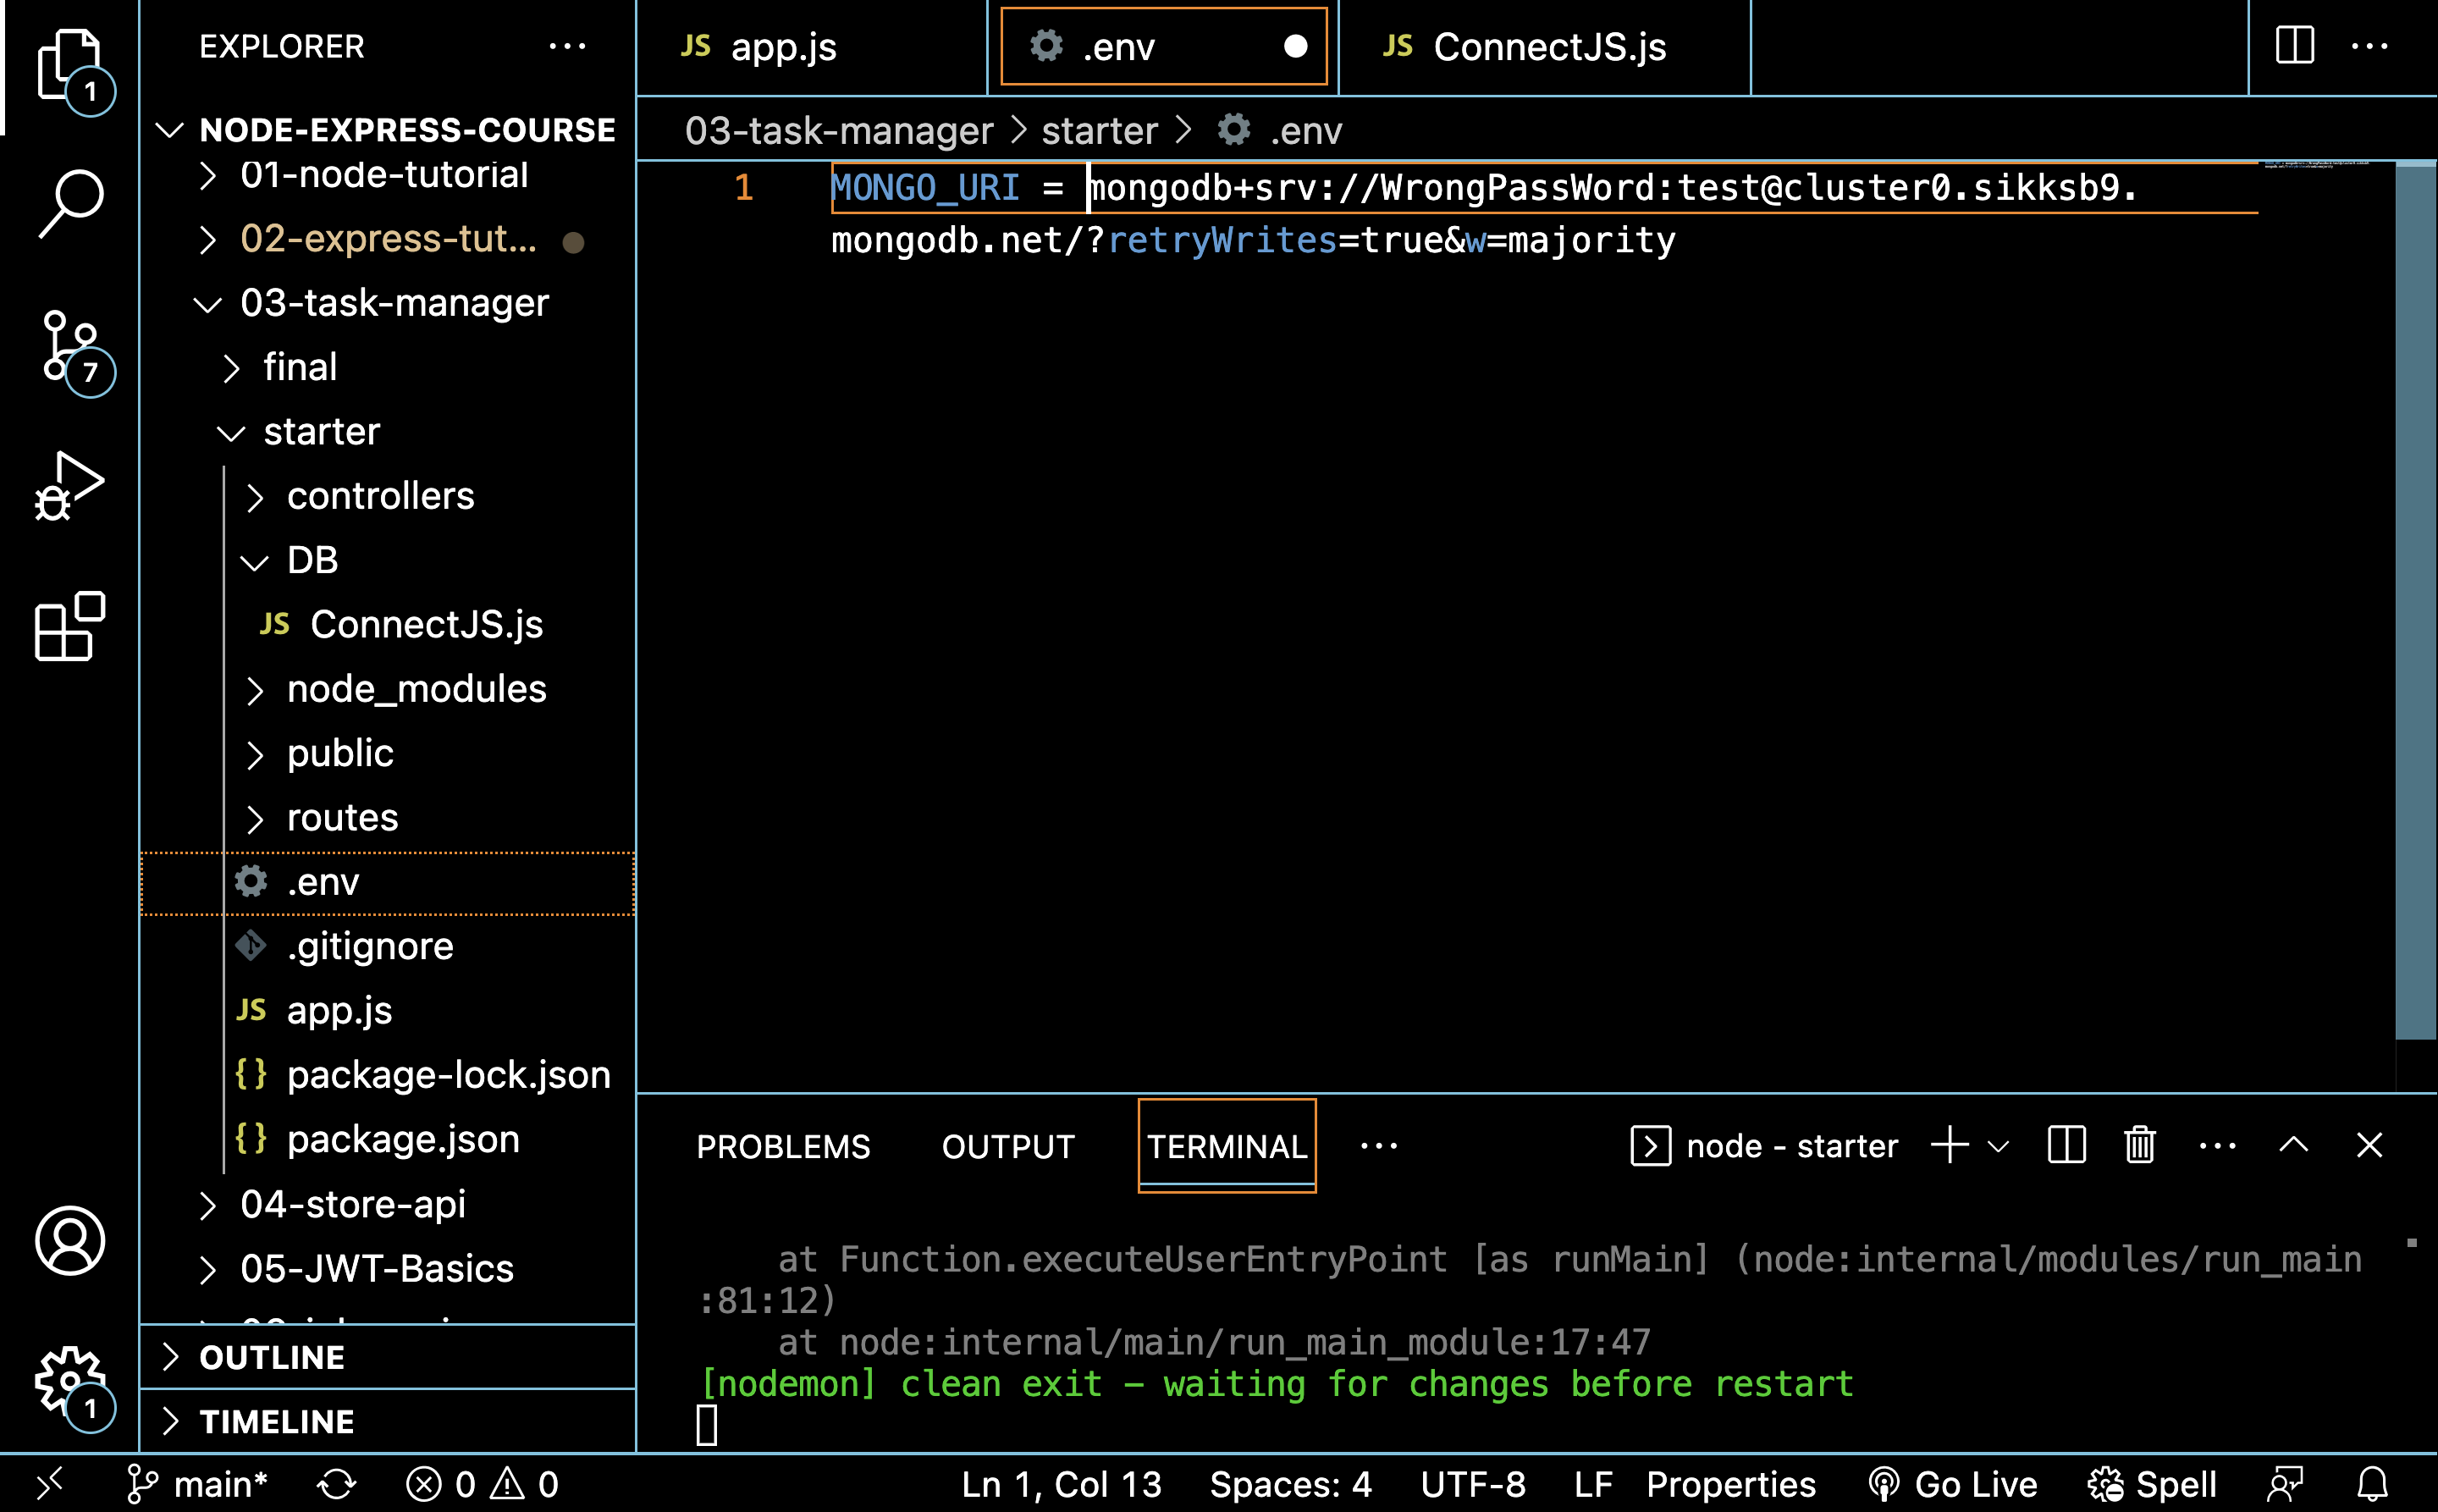 1
7
1
EXPLORER
NODE-EXPRESS-COURSE
01-node-tutorial
02-express-tut...
03-task-manager
final
starter
controllers
DB
JS ConnectJS.js
node_modules
public
routes
.env
.gitignore
JS app.js
{} package-lock.json
{} package.json
04-store-api
05-JWT-Basics
OUTLINE
TIMELINE
JS app.js
.env
JS ConnectJS.js
03-task-manager > starter > .env
1 MONGO_URI = mongodb+srv://WrongPassWord:test@cluster0.sikksb9.
mongodb.net/?retryWrites=true&w=majority
PROBLEMS OUTPUT TERMINAL ... node - starter
at Function.executeUserEntryPoint [as runMain] (node:internal/modules/run_main
:81:12)
at node:internal/main/run_main_module:17:47
[nodemon] clean exit - waiting for changes before restart
main* 0 0 Ln 1, Col 13 Spaces: 4 UTF-8 LF Properties Go Live Spell